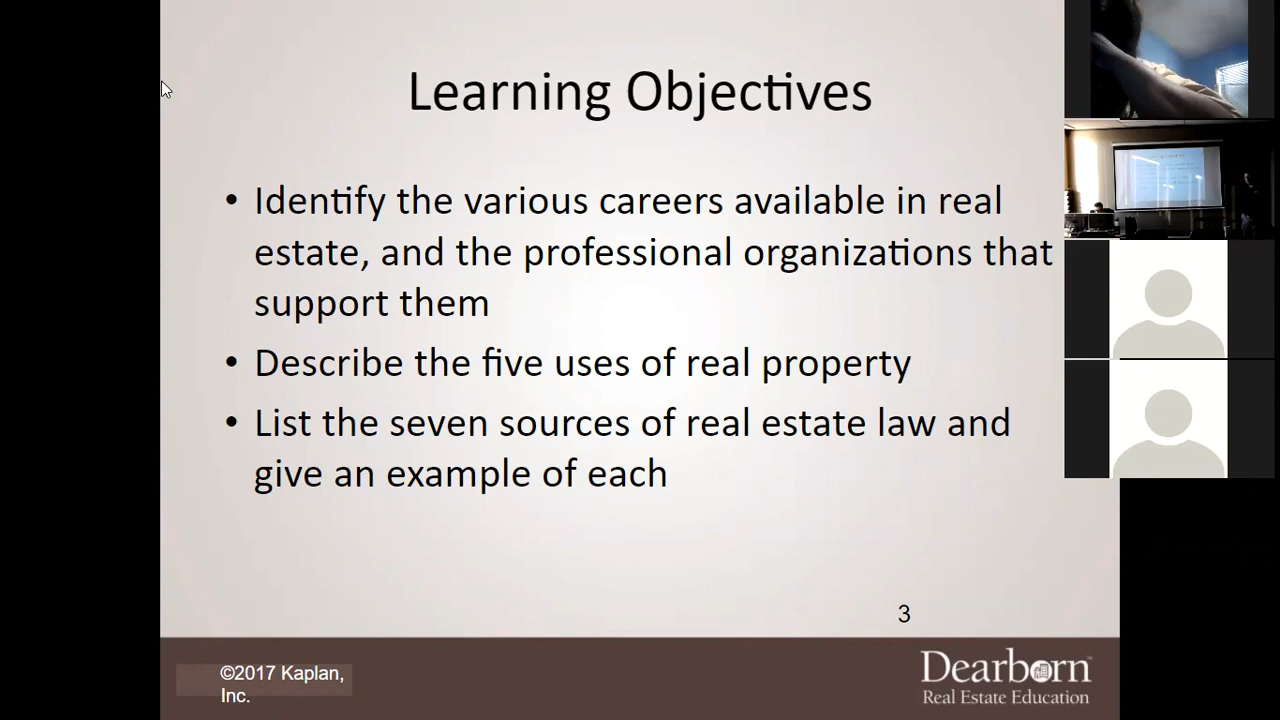 Learning Objectives
• Identify the various careers available in real
estate, and the professional organizations that
support them
• Describe the five uses of real property
• List the seven sources of real estate law and
give an example of each
3
©2017 Kaplan,
Inc.
Dearborn™
Real Estate Education